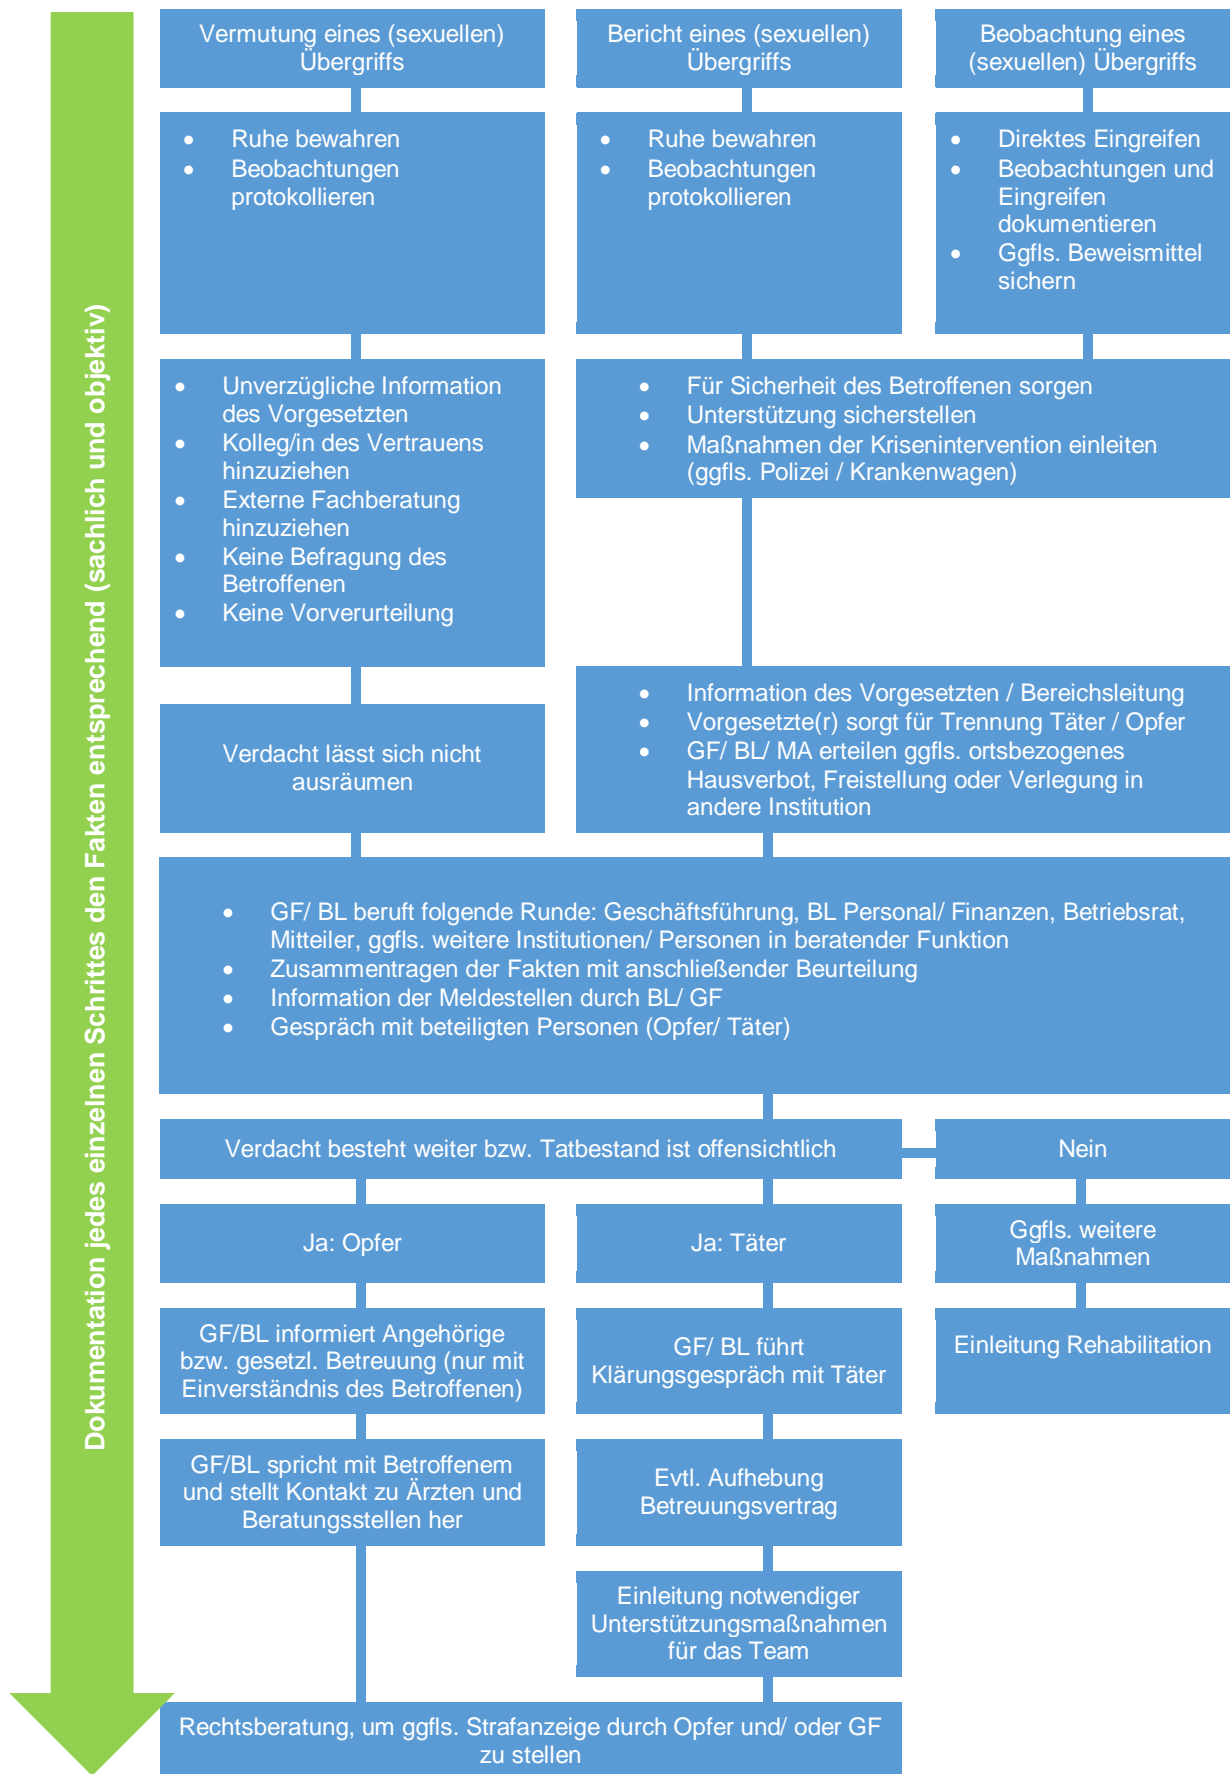 Dokumentation jedes einzelnen Schrittes den Fakten entsprechend (sachlich und objektiv)
Vermutung eines (sexuellen)
Übergriffs
Bericht eines (sexuellen)
Übergriffs
Beobachtung eines
(sexuellen) Übergriffs
• Ruhe bewahren
• Beobachtungen
protokollieren
• Ruhe bewahren
• Beobachtungen
protokollieren
• Direktes Eingreifen
• Beobachtungen und
Eingreifen
dokumentieren
• Ggfls. Beweismittel
sichern
• Unverzügliche Information
des Vorgesetzten
• Kolleg/in des Vertrauens
hinzuziehen
• Externe Fachberatung
hinzuziehen
• Keine Befragung des
Betroffenen
• Keine Vorverurteilung
• Für Sicherheit des Betroffenen sorgen
• Unterstützung sicherstellen
• Maßnahmen der Krisenintervention einleiten
(ggfls. Polizei / Krankenwagen)
Verdacht lässt sich nicht
ausräumen
• Information des Vorgesetzten / Bereichsleitung
• Vorgesetzte(r) sorgt für Trennung Täter / Opfer
• GF/ BL/ MA erteilen ggfls. ortsbezogenes
Hausverbot, Freistellung oder Verlegung in
andere Institution
• GF/ BL beruft folgende Runde: Geschäftsführung, BL Personal/ Finanzen, Betriebsrat,
Mitteiler, ggfls. weitere Institutionen/ Personen in beratender Funktion
• Zusammentragen der Fakten mit anschließender Beurteilung
• Information der Meldestellen durch BL/ GF
• Gespräch mit beteiligten Personen (Opfer/ Täter)
Verdacht besteht weiter bzw. Tatbestand ist offensichtlich
Nein
Ja: Opfer
Ja: Täter
Ggfls. weitere
Maßnahmen
GF/BL informiert Angehörige
bzw. gesetzl. Betreuung (nur mit
Einverständnis des Betroffenen)
GF/ BL führt
Klärungsgespräch mit Täter
Einleitung Rehabilitation
GF/BL spricht mit Betroffenem
und stellt Kontakt zu Ärzten und
Beratungsstellen her
Evtl. Aufhebung
Betreuungsvertrag
Einleitung notwendiger
Unterstützungsmaßnahmen
für das Team
Rechtsberatung, um ggfls. Strafanzeige durch Opfer und/ oder GF
zu stellen